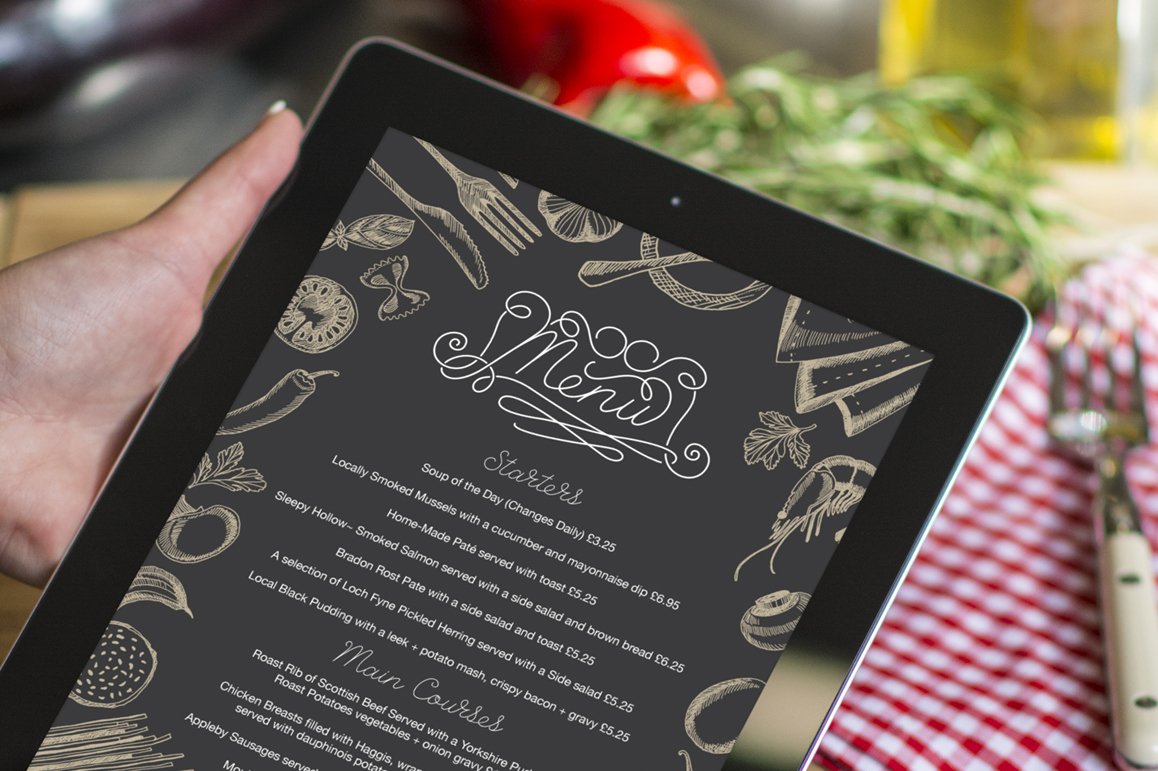 Menu
Starters
Soup of the Day (Changes Daily) £3.25
Locally Smoked Mussels with a cucumber and mayonnaise dip £6.95
Home-Made Paté served with toast £5.25
Sleepy Hollow– Smoked Salmon served with a side salad and brown bread £6.25
Bradon Rost Pate with a side salad and toast £5.25
A selection of Loch Fyne Pickled Herring served with a Side salad £5.25
Local Black Pudding with a leek + potato mash, crispy bacon + gravy £5.25
Main Courses
Roast Rib of Scottish Beef Served with a Yorkshire
Roast Potatoes vegetables + onion gravy
Chicken Breasts filled with Haggis,
served with dauphinois
Appleby Sausages served